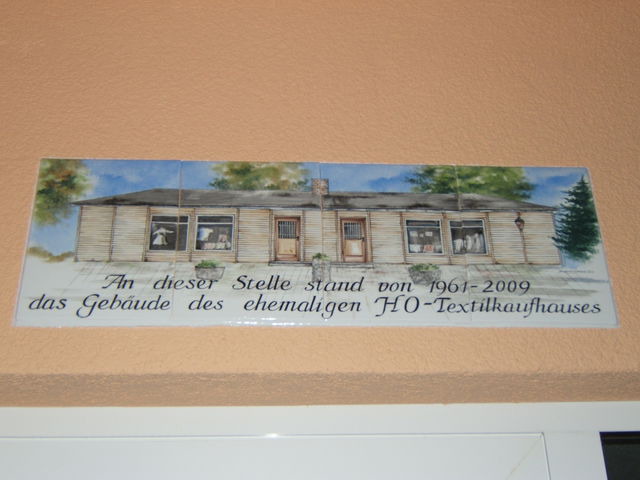 An dieser Stelle stand von 1961-2009
das Gebäude des ehemaligen HO-Textilkaufhauses